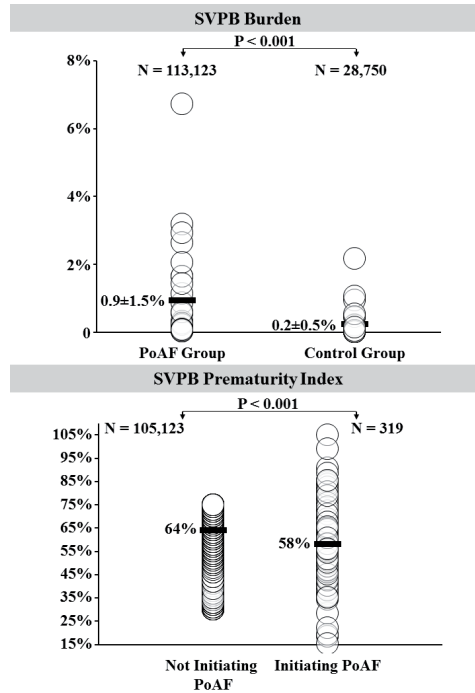 SVPB Burden
P < 0.001
N = 113,123 N = 28,750
8%
6%
4%
2%
0.9±1.5%
0.2±0.5%
0
PoAF Group Control Group
SVPB Prematurity Index
P < 0.001
N = 105,123 N = 319
105%
95%
85%
75%
65%
64%
58%
55%
45%
35%
25%
15%
Not Initiating Initiating PoAF
PoAF